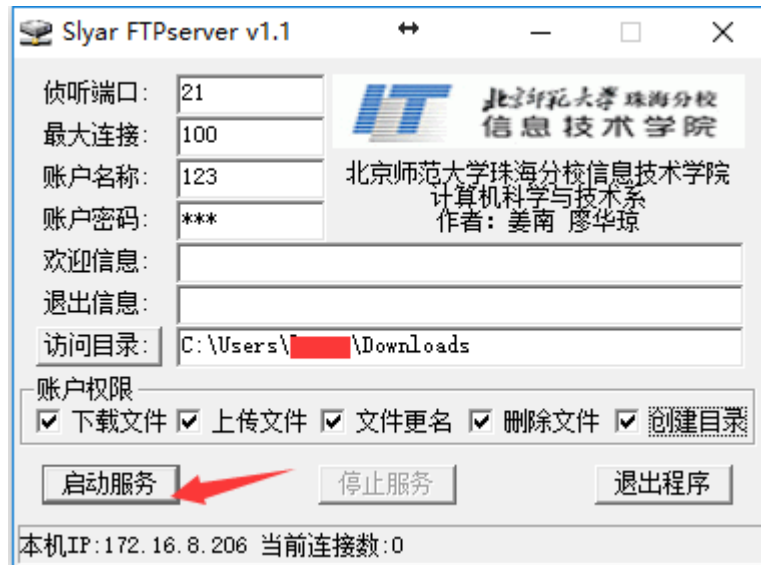 Slyar FTPserver v1.1
侦听端口: 21
最大连接: 100
账户名称: 123
账户密码: ***
北京师范大学珠海分校
信息技术学院
北京师范大学珠海分校信息技术学院
计算机科学与技术系
作者: 姜南 廖华琼
欢迎信息:
退出信息:
访问目录: C:\Users\ \Downloads
账户权限
下载文件 上传文件 文件更名 删除文件 创建目录
启动服务 停止服务 退出程序
本机IP:172.16.8.206 当前连接数:0